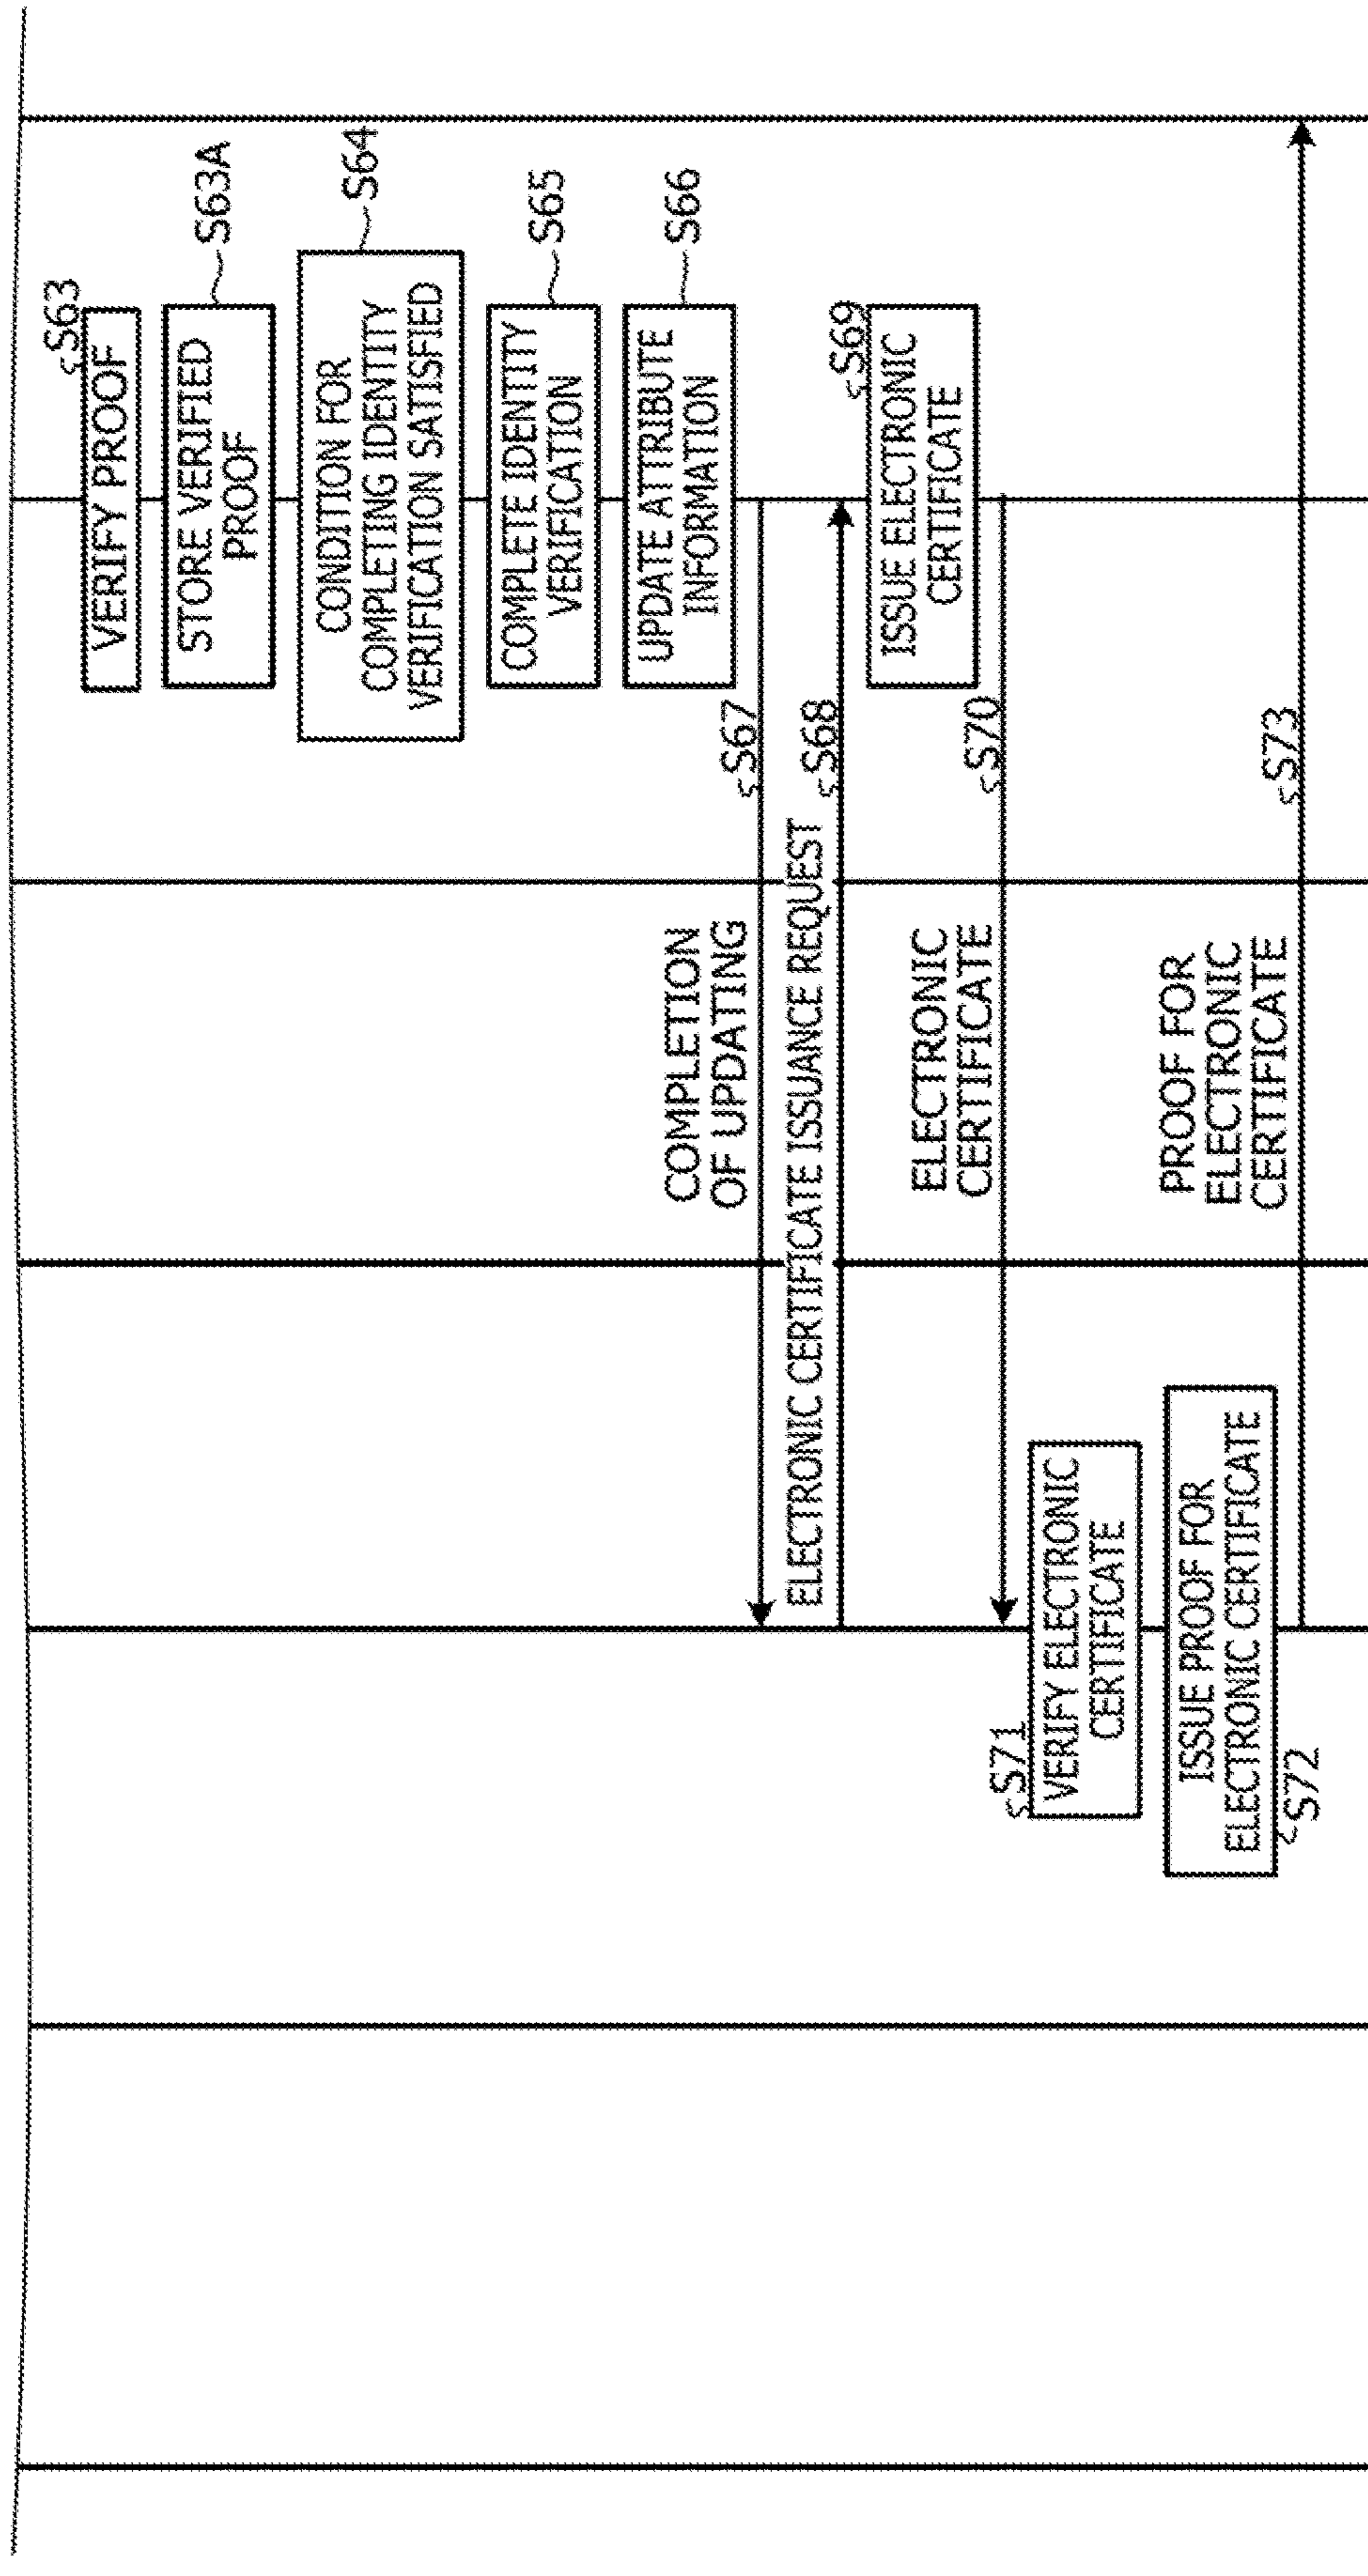 S63
VERIFY PROOF
S63A
STORE VERIFIED
PROOF
S64
CONDITION FOR
COMPLETING IDENTITY
VERIFICATION SATISFIED
S65
COMPLETE IDENTITY
VERIFICATION
S66
UPDATE ATTRIBUTE
INFORMATION
COMPLETION
OF UPDATING
S67
ELECTRONIC CERTIFICATE ISSUANCE REQUEST
S68
S69
ISSUE ELECTRONIC
CERTIFICATE
ELECTRONIC
CERTIFICATE
S70
S71
VERIFY ELECTRONIC
CERTIFICATE
ISSUE PROOF FOR
ELECTRONIC CERTIFICATE
S72
PROOF FOR
ELECTRONIC
CERTIFICATE
S73